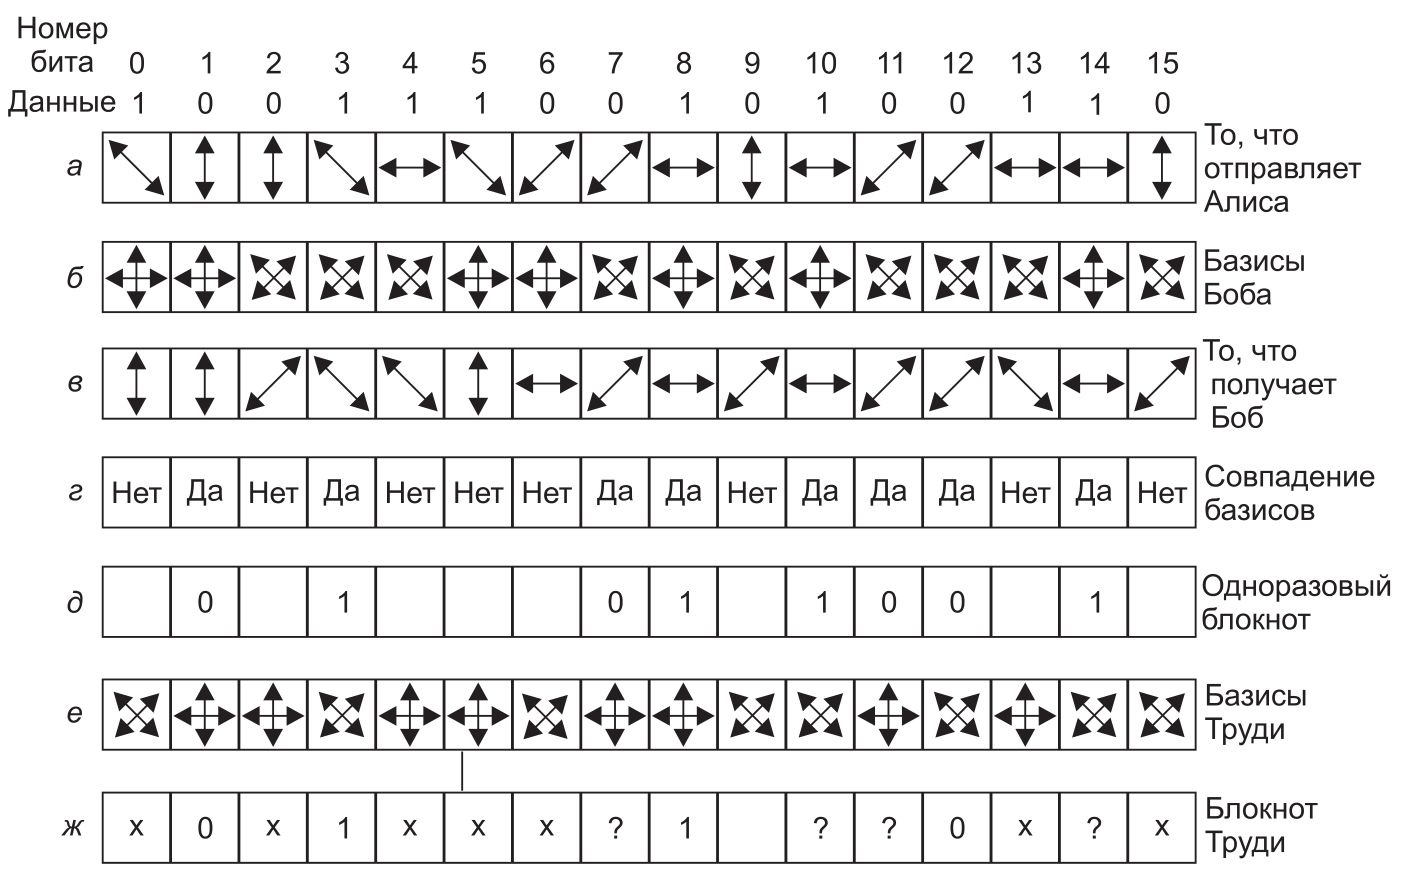 Номер
бита 0 1 2 3 4 5 6 7 8 9 10 11 12 13 14 15
Данные 1 0 0 1 1 1 0 0 1 0 1 0 0 1 1 0
а То, что
отправляет
Алиса
б Базисы
Боба
в То, что
получает
Боб
г Нет Да Нет Да Нет Нет Нет Да Да Нет Да Да Да Нет Да Нет Совпадение
базисов
д 0 1 0 1 1 0 0 1 Одноразовый
блокнот
е Базисы
Труди
ж x 0 x 1 x x x ? 1 ? ? 0 x ? x Блокнот
Труди